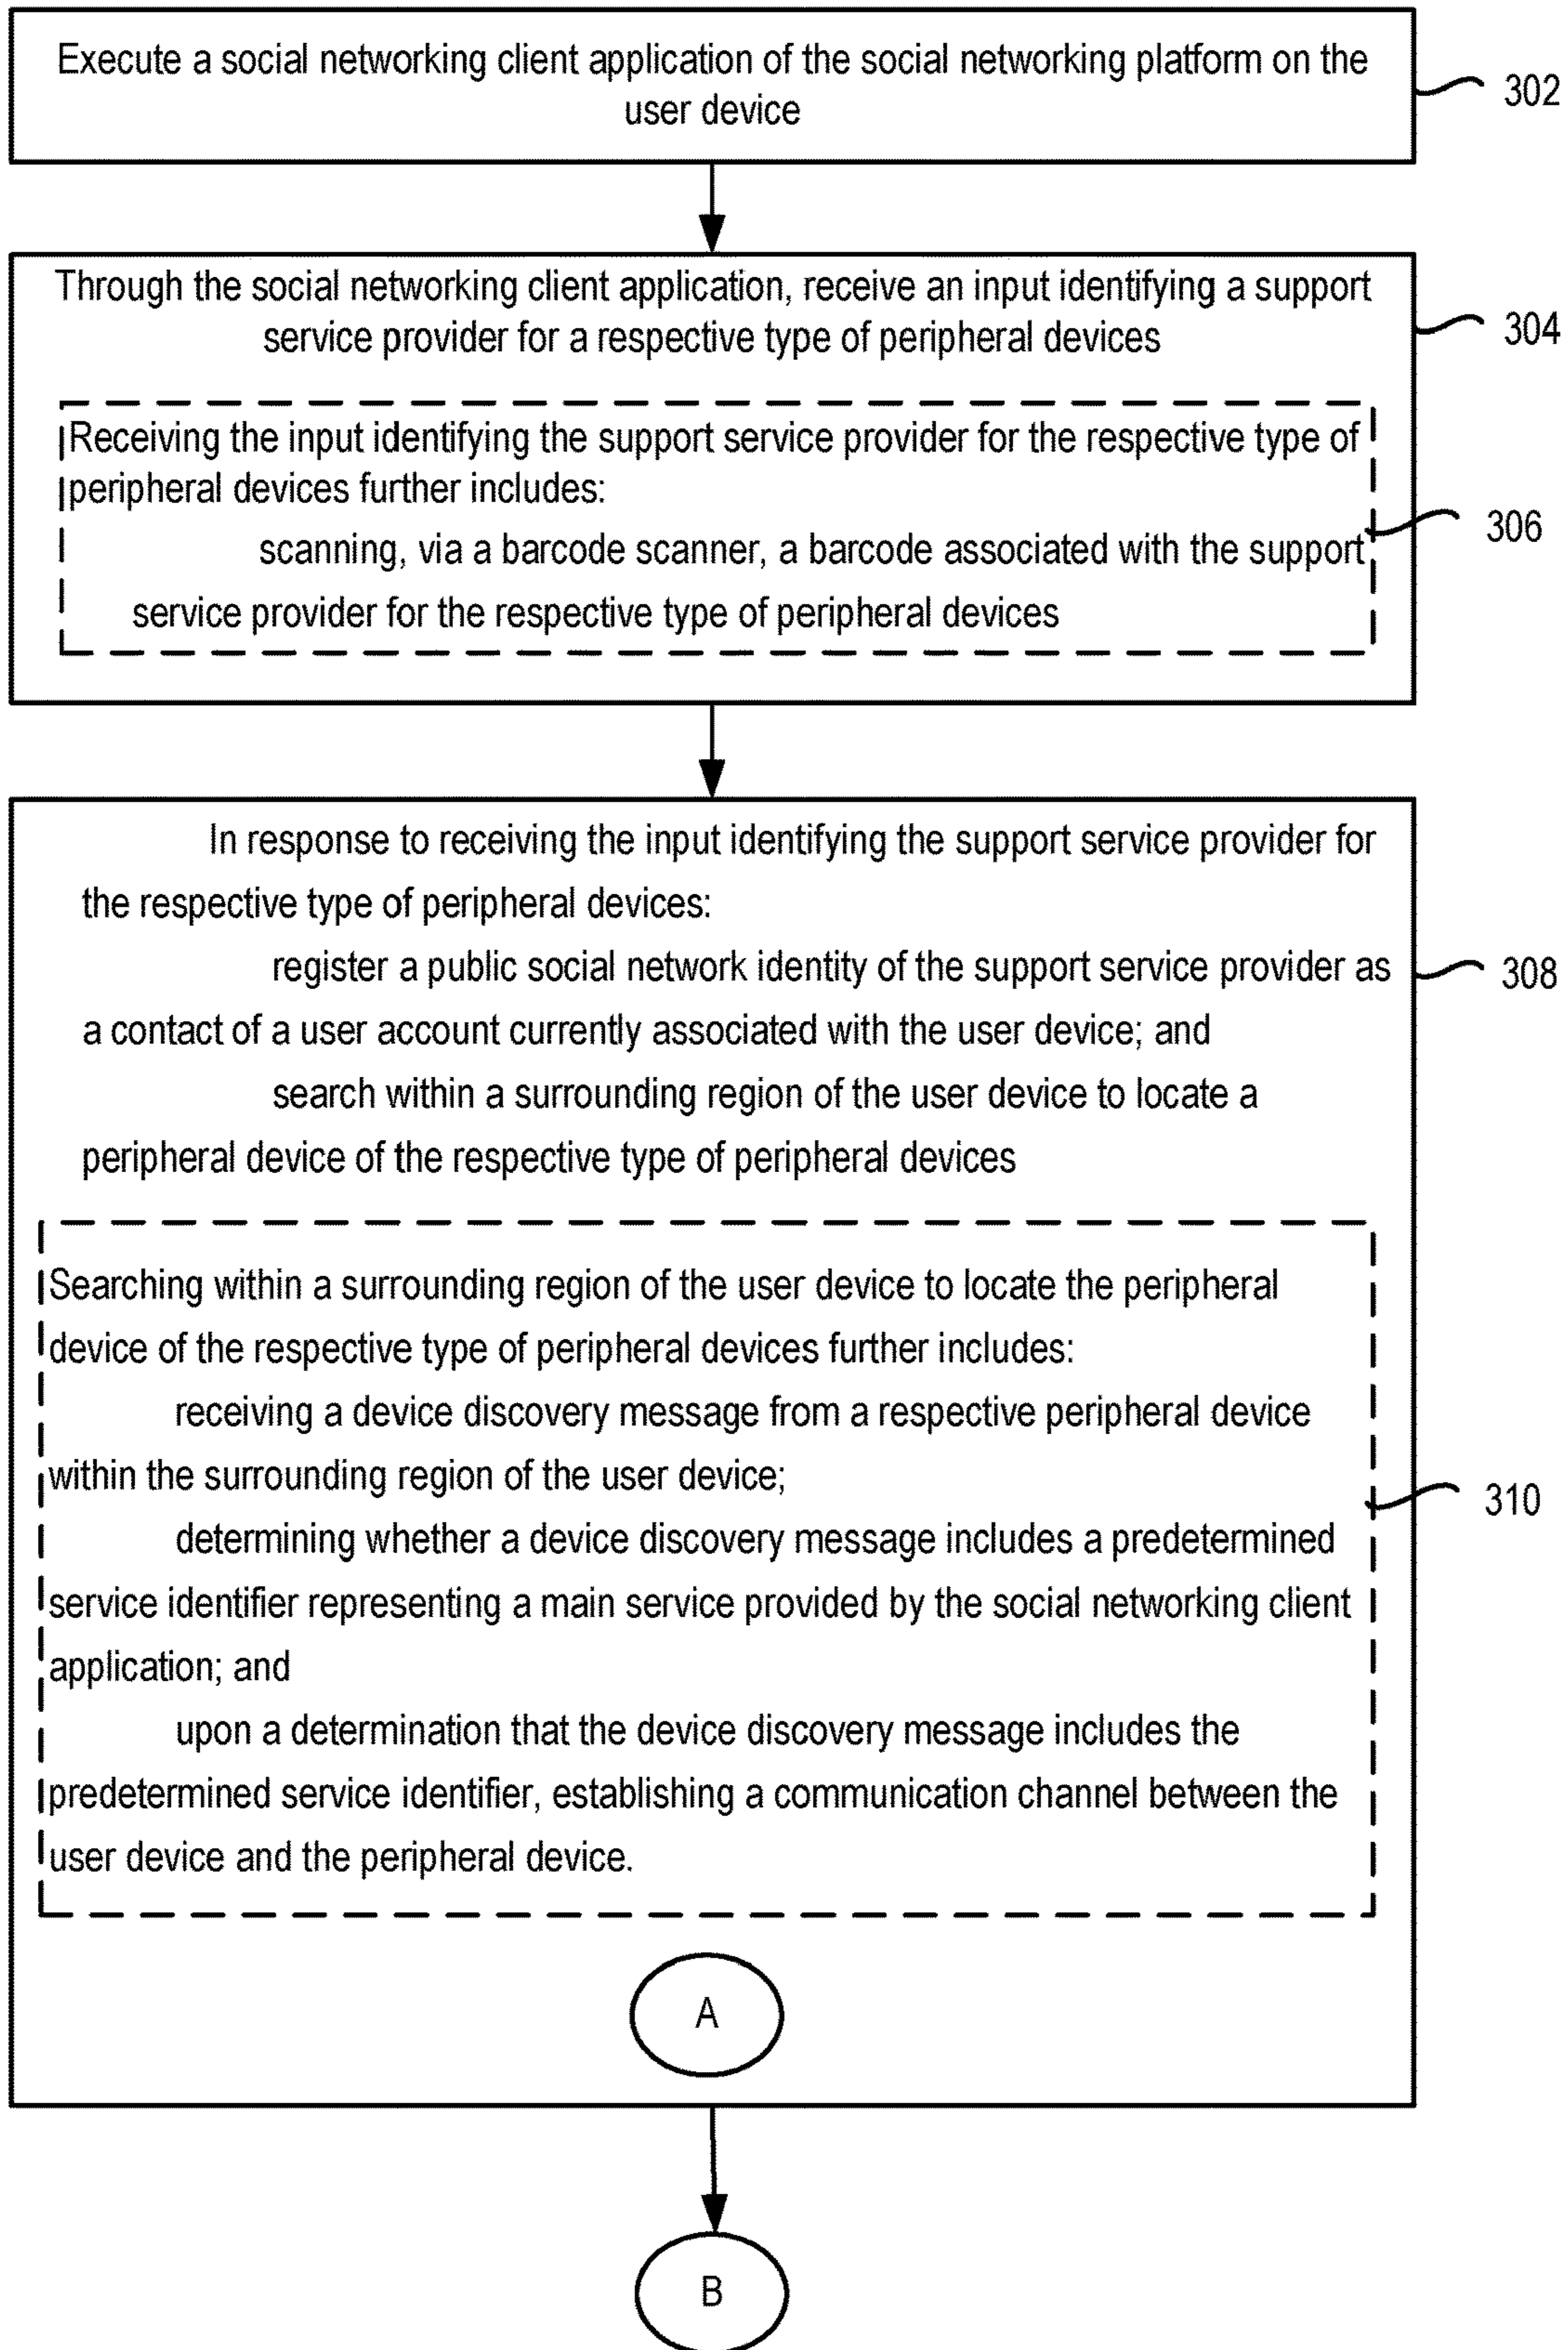 Execute a social networking client application of the social networking platform on the
user device
302
Through the social networking client application, receive an input identifying a support
service provider for a respective type of peripheral devices
304
Receiving the input identifying the support service provider for the respective type of
peripheral devices further includes:
scanning, via a barcode scanner, a barcode associated with the support
service provider for the respective type of peripheral devices
306
In response to receiving the input identifying the support service provider for
the respective type of peripheral devices:
register a public social network identity of the support service provider as
a contact of a user account currently associated with the user device; and
search within a surrounding region of the user device to locate a
peripheral device of the respective type of peripheral devices
308
Searching within a surrounding region of the user device to locate the peripheral
device of the respective type of peripheral devices further includes:
receiving a device discovery message from a respective peripheral device
within the surrounding region of the user device;
determining whether a device discovery message includes a predetermined
service identifier representing a main service provided by the social networking client
application; and
upon a determination that the device discovery message includes the
predetermined service identifier, establishing a communication channel between the
user device and the peripheral device.
310
A
B